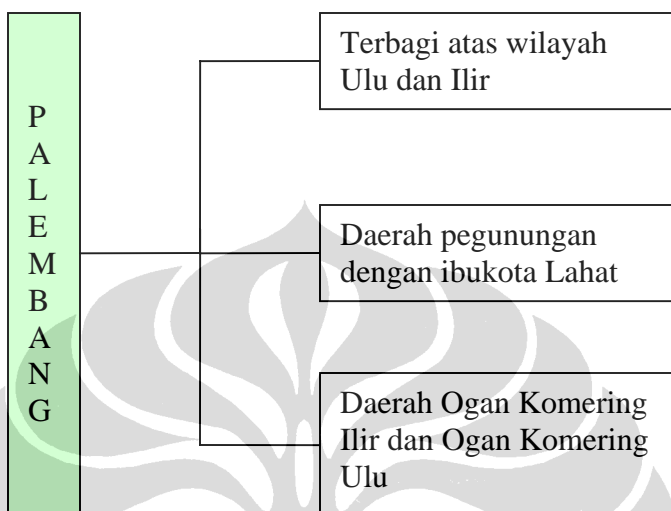 PALEMBANG
Terbagi atas wilayah
Ulu dan Ilir
Daerah pegunungan
dengan ibukota Lahat
Daerah Ogan Komering
Ilir dan Ogan Komering
Ulu